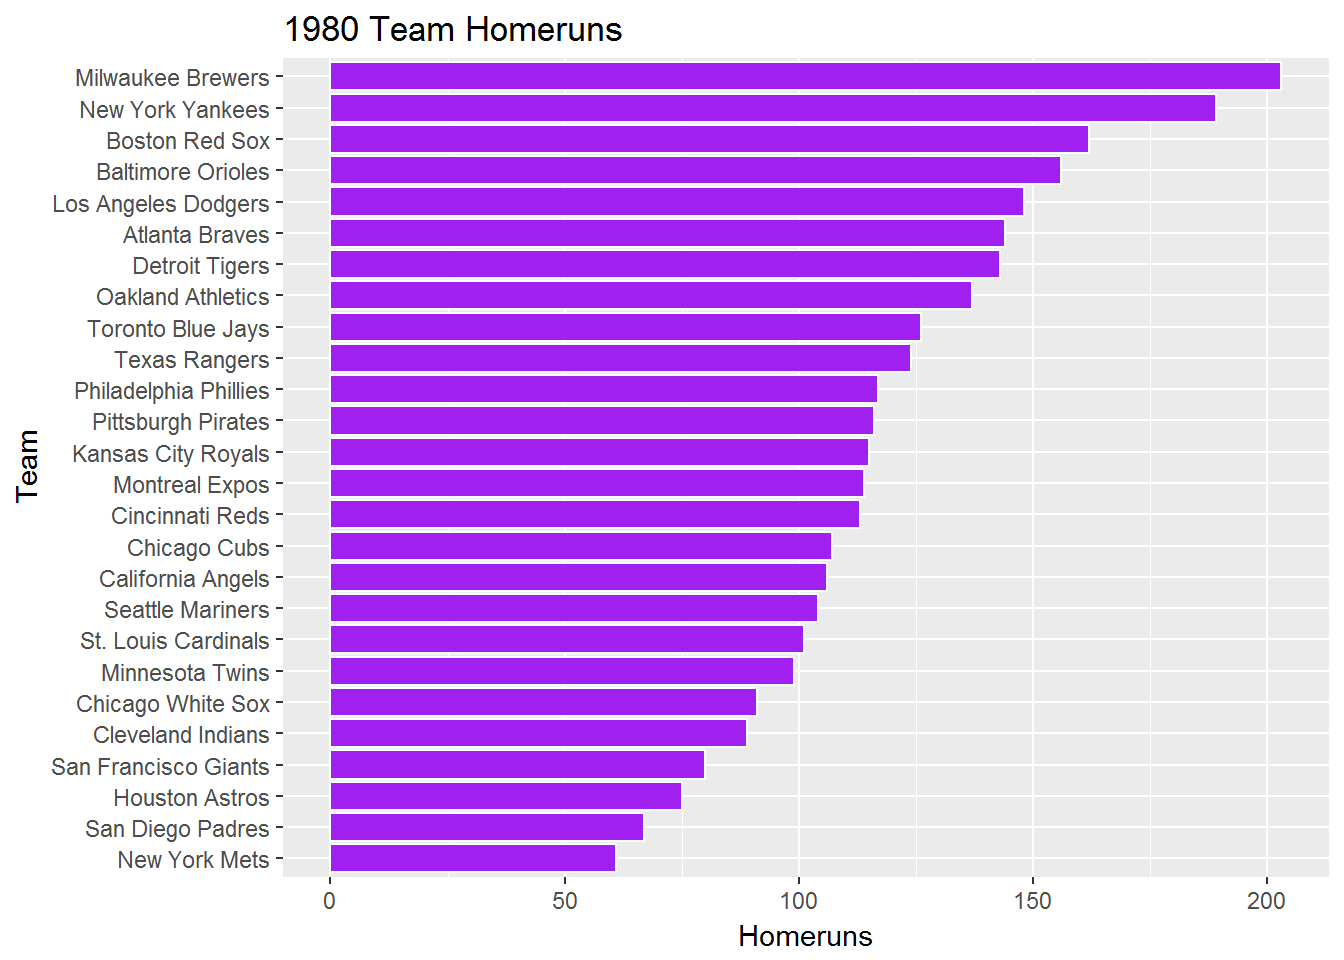 1980 Team Homeruns
Milwaukee Brewers
New York Yankees
Boston Red Sox
Baltimore Orioles
Los Angeles Dodgers
Atlanta Braves
Detroit Tigers
Oakland Athletics
Toronto Blue Jays
Texas Rangers
Philadelphia Phillies
Pittsburgh Pirates
Kansas City Royals
Montreal Expos
Cincinnati Reds
Chicago Cubs
California Angels
Seattle Mariners
St. Louis Cardinals
Minnesota Twins
Chicago White Sox
Cleveland Indians
San Francisco Giants
Houston Astros
San Diego Padres
New York Mets
Team
0 50 100 150 200
Homeruns